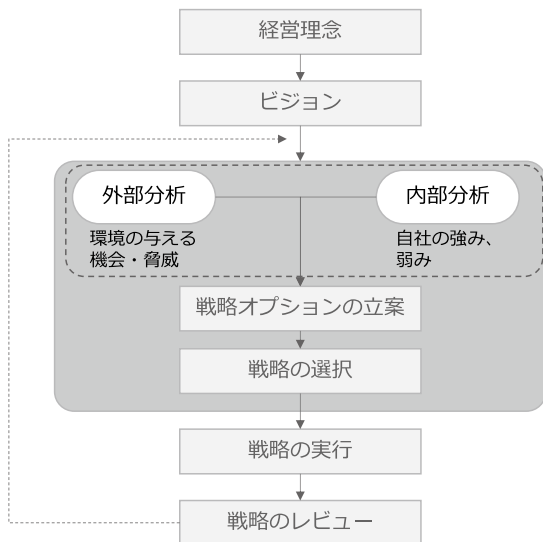 経営理念
ビジョン
外部分析
内部分析
環境の与える
機会・脅威
自社の強み、
弱み
戦略オプションの立案
戦略の選択
戦略の実行
戦略のレビュー